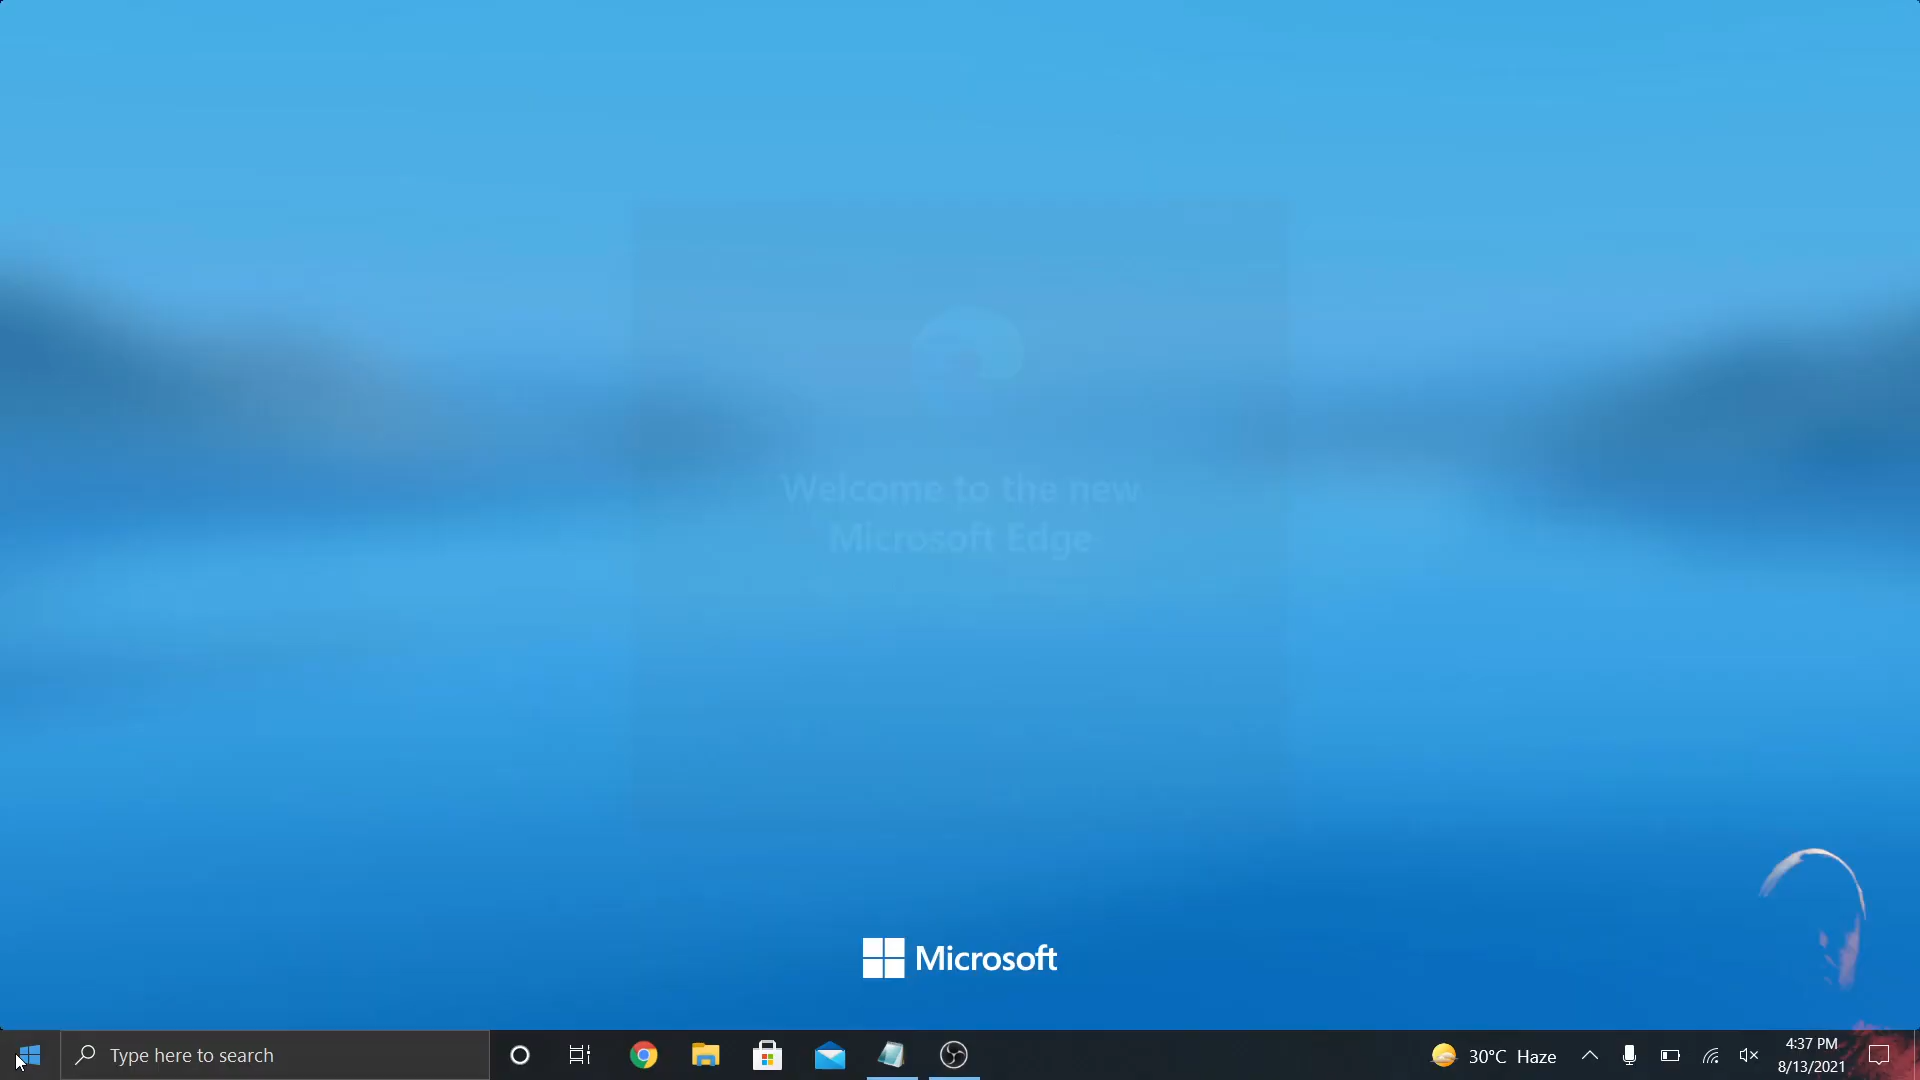 Welcome to the new
Microsoft Edge
Microsoft
Type here to search
30°C Haze
4:37 PM
8/13/2021